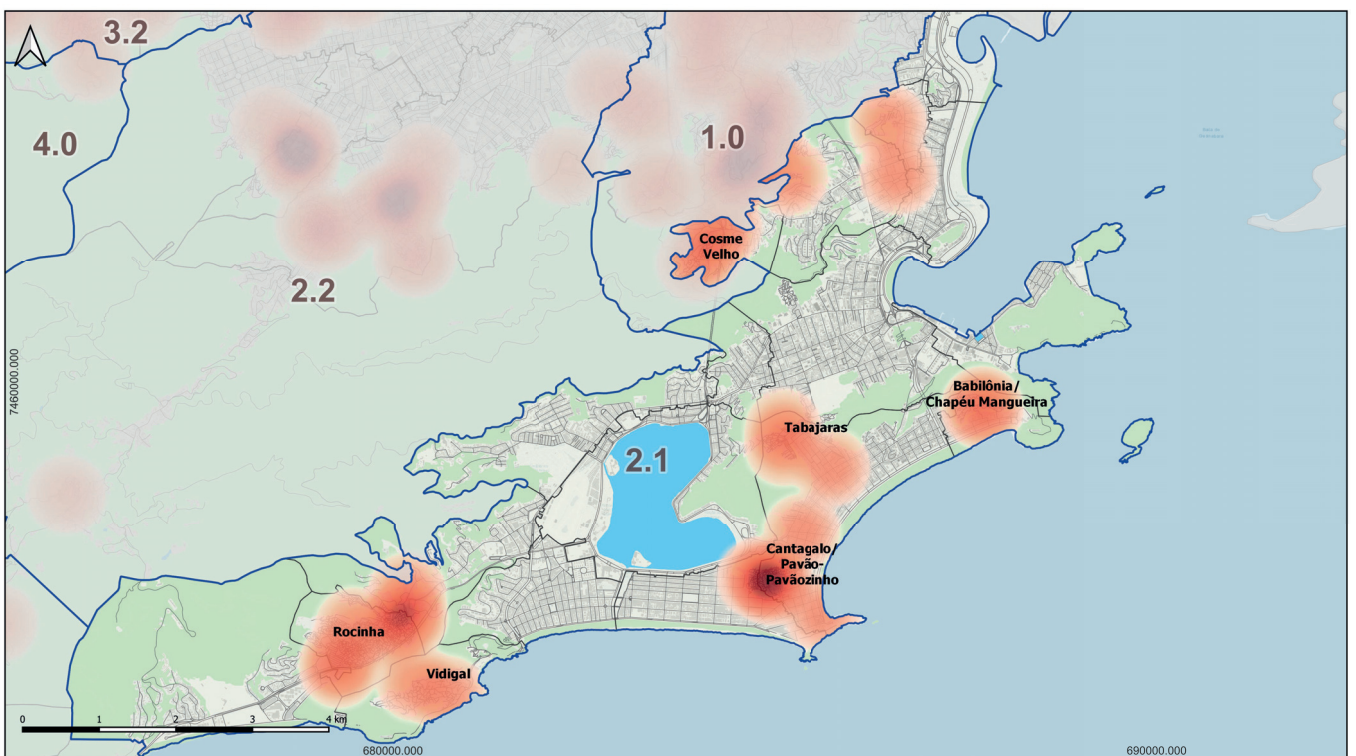 3.2
4.0
1.0
Cosme
Velho
2.2
7460000.000
Babilônia/
Chapéu Mangueira
Tabajaras
2.1
Cantagalo/
Pavão-
Pavãozinho
Rocinha
Vidigal
0 1 2 3 4 km
680000.000 690000.000